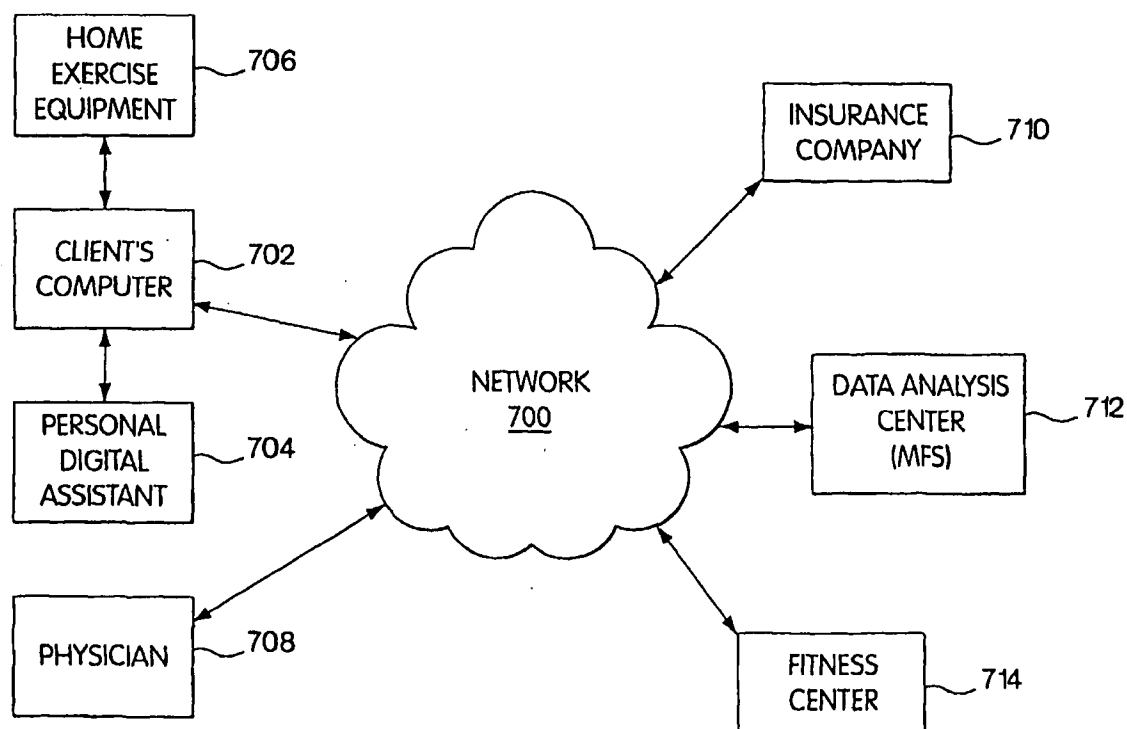 HOME
EXERCISE
EQUIPMENT
706
CLIENT'S
COMPUTER
702
PERSONAL
DIGITAL
ASSISTANT
704
PHYSICIAN
708
NETWORK
700
INSURANCE
COMPANY
710
DATA ANALYSIS
CENTER
(MFS)
712
FITNESS
CENTER
714